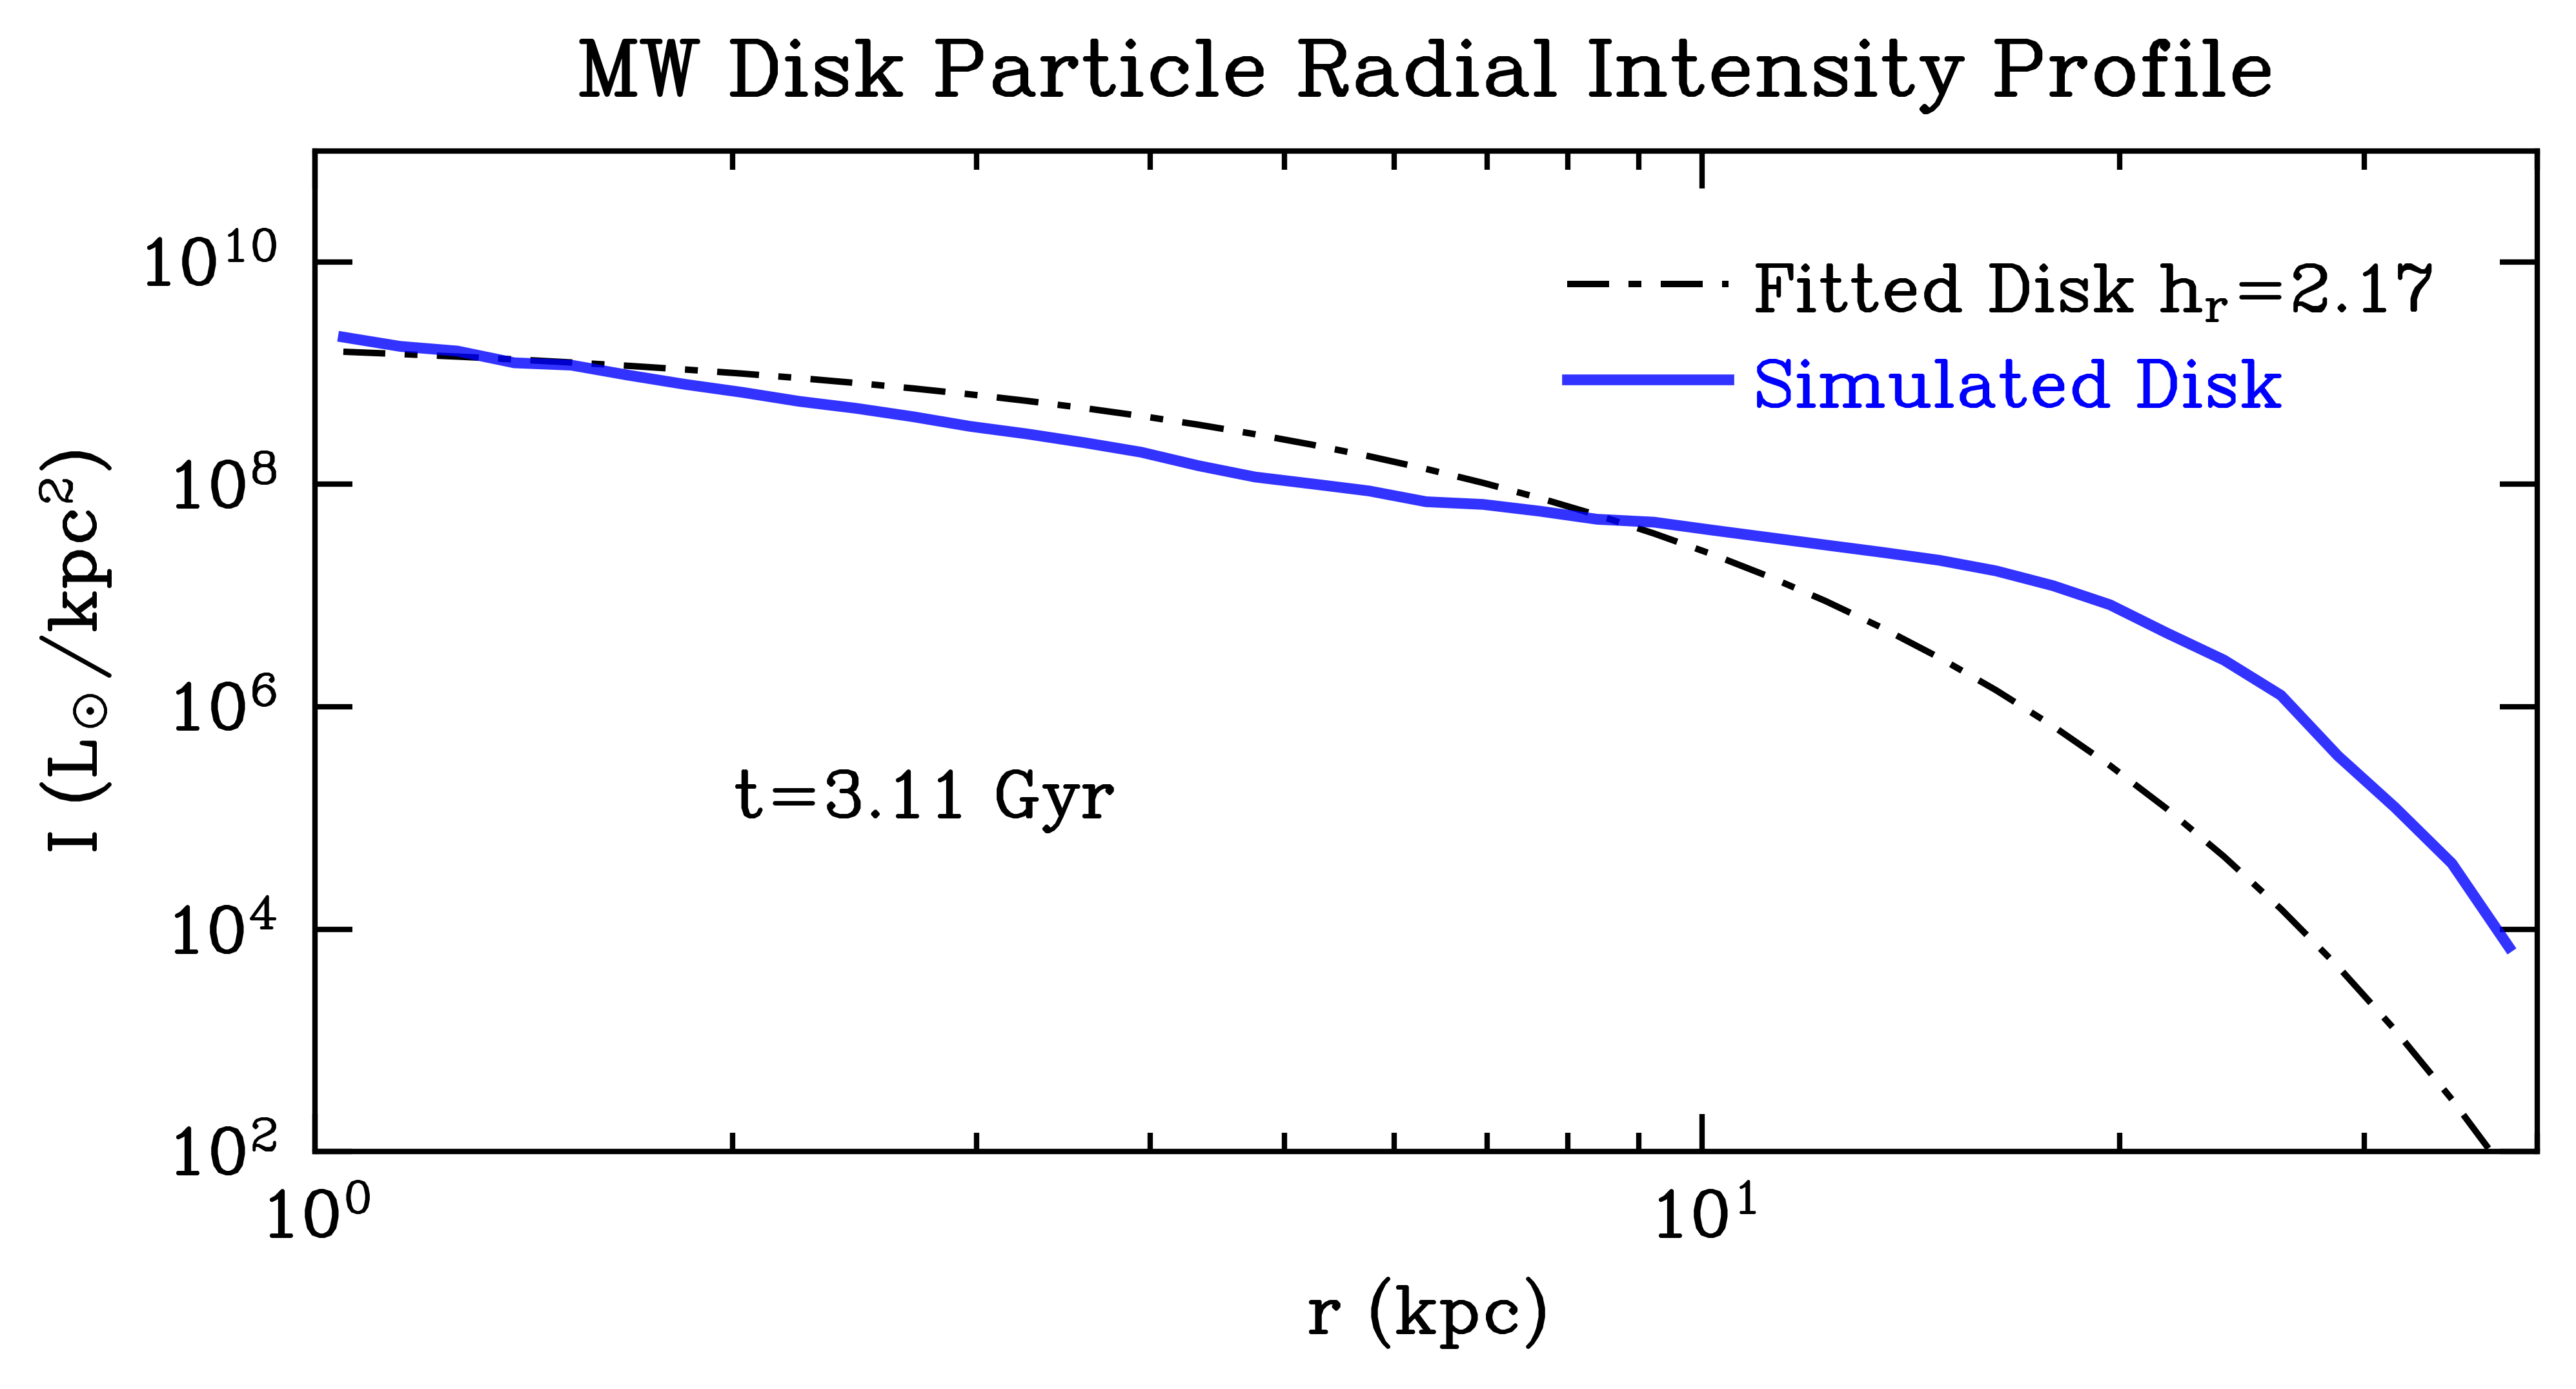 MW Disk Particle Radial Intensity Profile
I (L⊙/kpc²)
10¹⁰
10⁸
10⁶
10⁴
10²
Fitted Disk hᵣ=2.17
Simulated Disk
t=3.11 Gyr
10⁰
10¹
r (kpc)